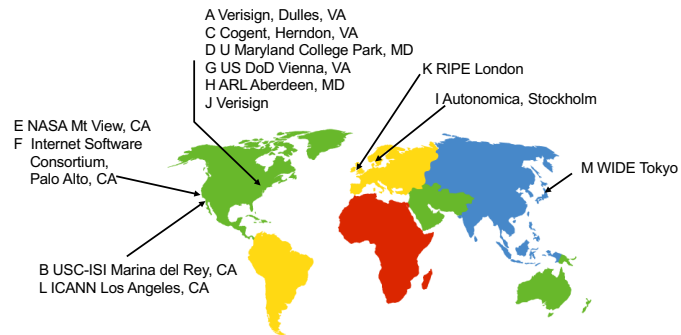 A Verisign, Dulles, VA
C Cogent, Herndon, VA
D U Maryland College Park, MD
G US DoD Vienna, VA
H ARL Aberdeen, MD
J Verisign
K RIPE London
I Autonomica, Stockholm
E NASA Mt View, CA
F Internet Software
Consortium,
Palo Alto, CA
M WIDE Tokyo
B USC-ISI Marina del Rey, CA
L ICANN Los Angeles, CA